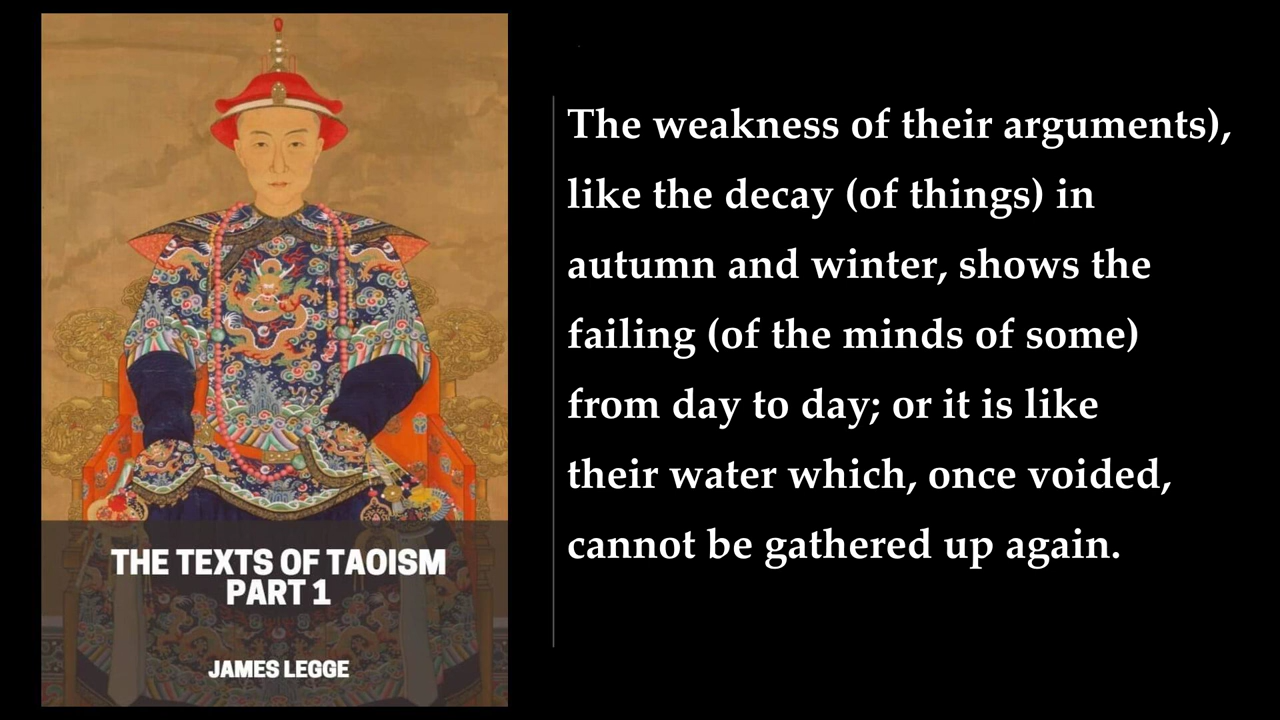 The weakness of their arguments),
like the decay (of things) in
autumn and winter, shows the
failing (of the minds of some)
from day to day; or it is like
their water which, once voided,
cannot be gathered up again.
THE TEXTS OF TAOISM
PART 1
JAMES LEGGE